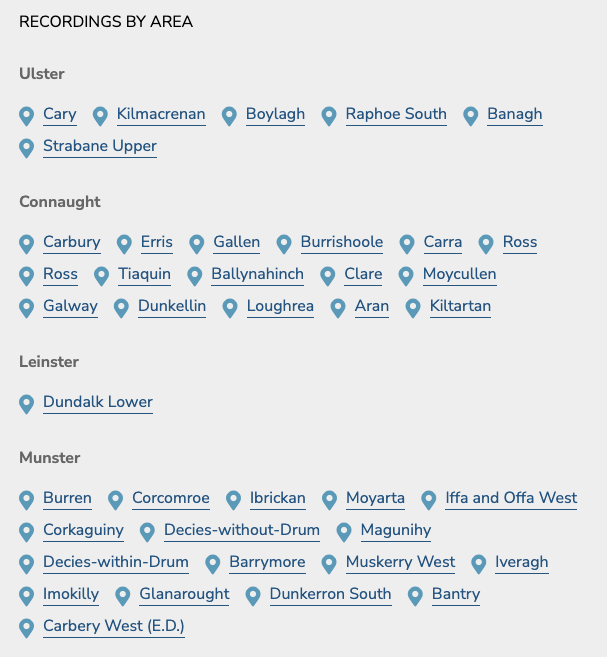 RECORDINGS BY AREA
Ulster
Cary Kilmacrenan Boylagh Raphoe South Banagh
Strabane Upper
Connaught
Carbury Erris Gallen Burrishoole Carra Ross
Ross Tiaquin Ballynahinch Clare Moycullen
Galway Dunkellin Loughrea Aran Kiltartan
Leinster
Dundalk Lower
Munster
Burren Corcomroe Ibrickan Moyarta Iffa and Offa West
Corkaguiny Decies-without-Drum Magunihy
Decies-within-Drum Barrymore Muskerry West Iveragh
Imokilly Glanarought Dunkerron South Bantry
Carbery West (E.D.)